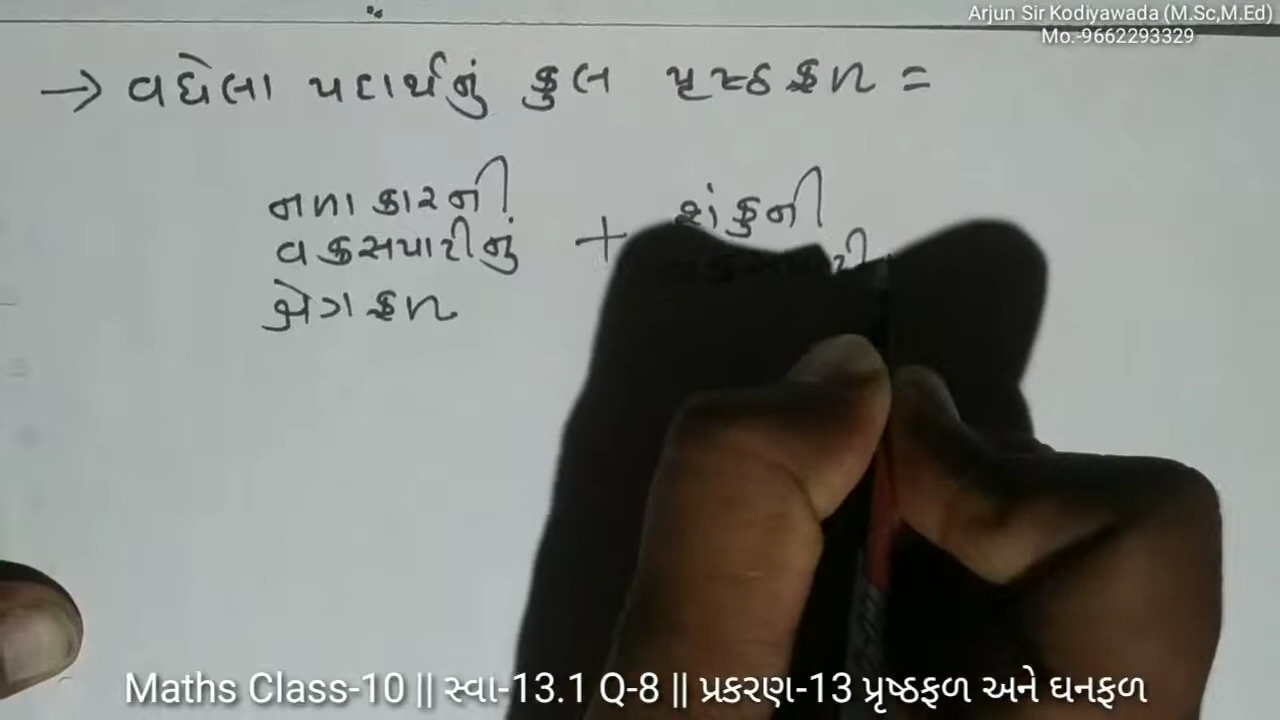 Arjun Sir Kodiyawada (M.Sc,M.Ed)
Mo.-9662293329
→ વધેલા પદાર્થનું કુલ પૃષ્ઠફળ =
નળાકારની
વક્રસપાટીનું
ક્ષેત્રફળ
+ શંકુની
Maths Class-10 || સ્વા-13.1 Q-8 || પ્રકરણ-13 પૃષ્ઠફળ અને ઘનફળ